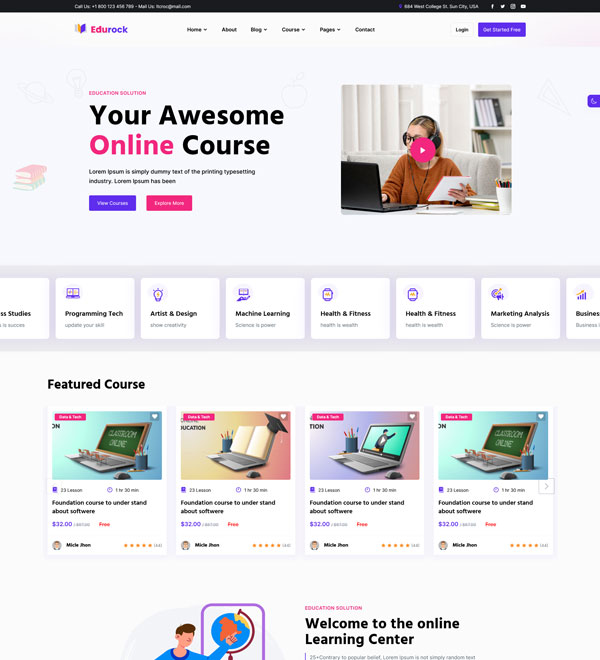 Call Us: +1 800 123 456 789 - Mail Us: Itcroc@mail.com
684 West College St. Sun City, USA
Edurock
Home
About
Blog
Course
Pages
Contact
Login
Get Started Free
EDUCATION SOLUTION
Your Awesome
Online Course
Lorem Ipsum is simply dummy text of the printing typesetting
industry. Lorem Ipsum has been
View Courses
Explore More
ss Studies
is succes
Programming Tech
update your skill
Artist & Design
show creativity
Machine Learning
Science is power
Health & Fitness
health is wealth
Health & Fitness
health is wealth
Marketing Analysis
Science is power
Business
Busines
Featured Course
Data & Tech
ON
CLASSROOM
ONLINE
23 Lesson
1 hr 30 min
Foundation course to under stand
about softwere
$32.00 / $67.00
Free
Micle Jhon
(44)
Data & Tech
UCATION
23 Lesson
1 hr 30 min
Foundation course to under stand
about softwere
$32.00 / $67.00
Free
Micle Jhon
(44)
Data & Tech
TION
23 Lesson
1 hr 30 min
Foundation course to under stand
about softwere
$32.00 / $67.00
Free
Micle Jhon
(44)
Data & Tech
ON
CLASSROOM
ONLINE
23 Lesson
1 hr 30 min
Foundation course to under stand
about softwere
$32.00 / $67.00
Free
Micle Jhon
(44)
EDUCATION SOLUTION
Welcome to the online
Learning Center
25+Contrary to popular belief, Lorem Ipsum is not simply random text